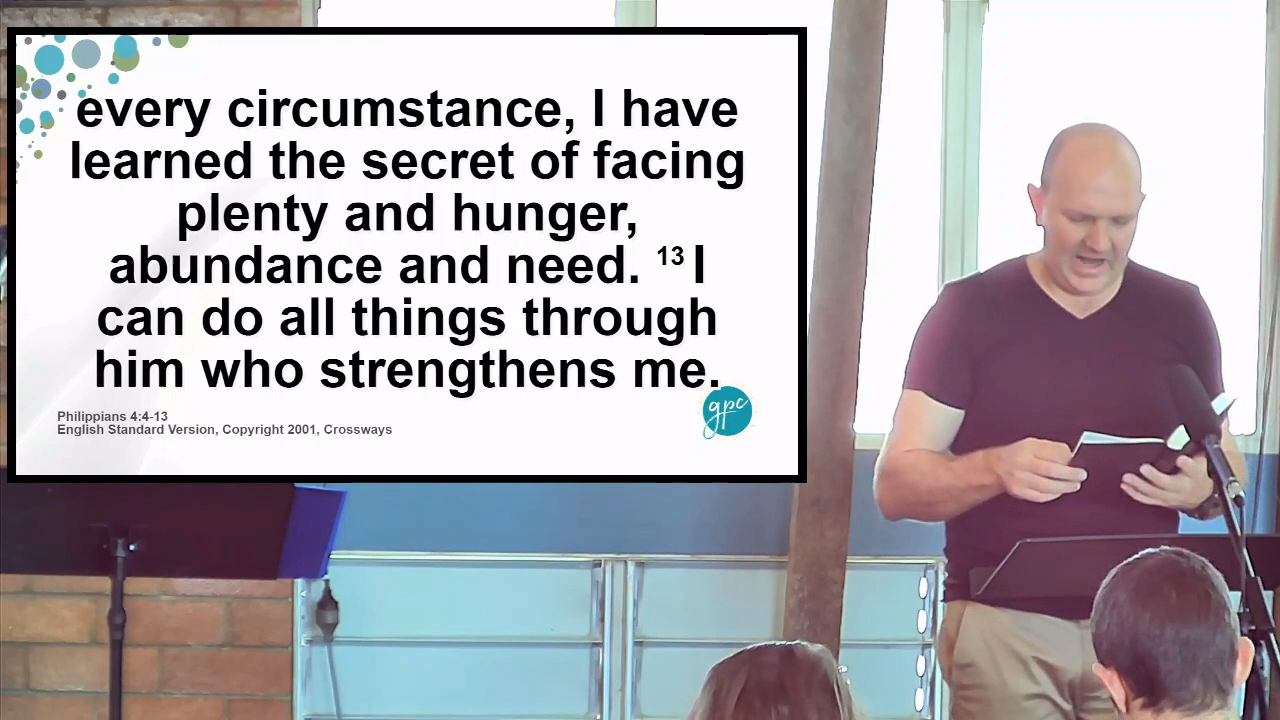 every circumstance, I have
learned the secret of facing
plenty and hunger,
abundance and need. 13 I
can do all things through
him who strengthens me.
Philippians 4:4-13
English Standard Version, Copyright 2001, Crossways
gpc